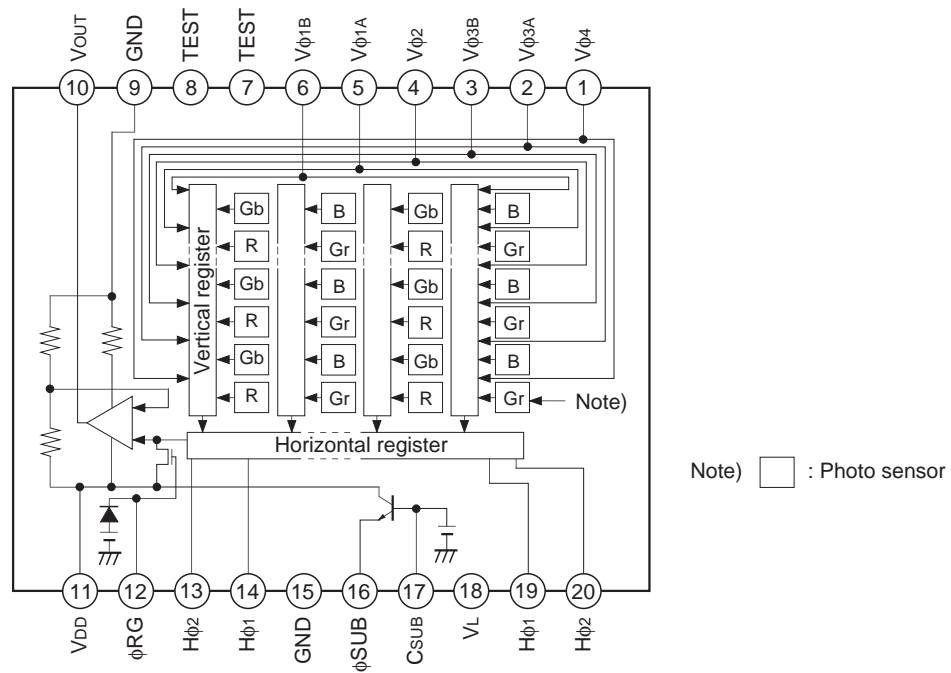 VOUT GND TEST TEST Vϕ1B Vϕ1A Vϕ2 Vϕ3B Vϕ3A Vϕ4
10 9 8 7 6 5 4 3 2 1
Vertical register
Gb B Gb B
R Gr R Gr
Gb B Gb B
R Gr R Gr
Gb B Gb B
R Gr R Gr
Note)
Horizontal register
Note) : Photo sensor
11 12 13 14 15 16 17 18 19 20
VDD ϕRG Hϕ2 Hϕ1 GND ϕSUB CSUB VL Hϕ1 Hϕ2